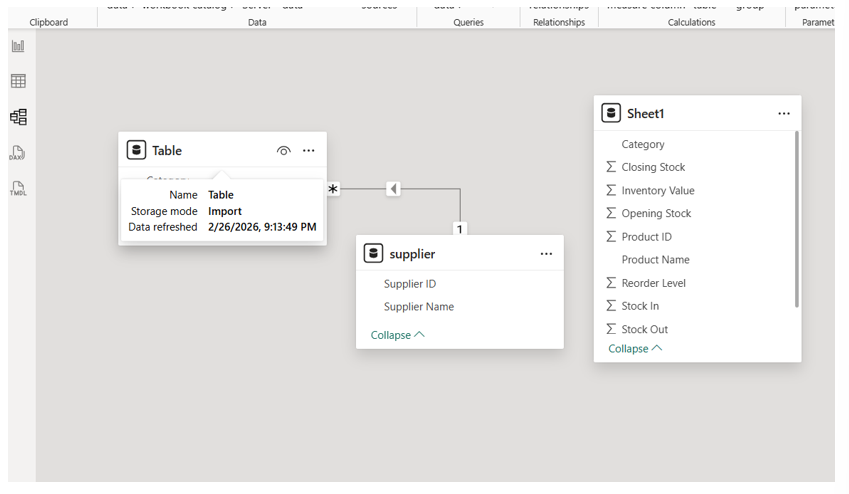 Clipboard
Data
Queries
Relationships
Calculations
Paramet
DAX
TMDL
Table
Name Table
Storage mode Import
Data refreshed 2/26/2026, 9:13:49 PM
* 1
supplier
Supplier ID
Supplier Name
Collapse
Sheet1
Category
Closing Stock
Inventory Value
Opening Stock
Product ID
Product Name
Reorder Level
Stock In
Stock Out
Collapse